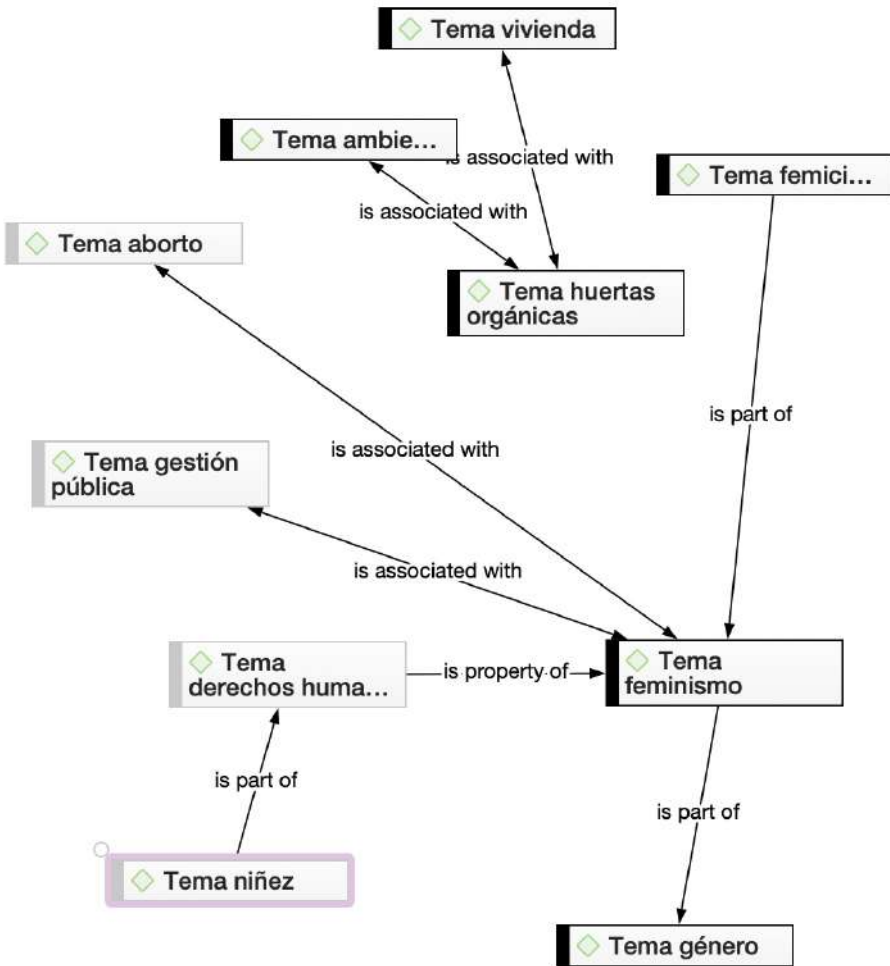 Tema vivienda
Tema ambie...
is associated with
Tema femici...
is associated with
Tema aborto
Tema huertas
orgánicas
is part of
is associated with
Tema gestión
pública
is associated with
Tema
derechos huma...
is property of
Tema
feminismo
is part of
is part of
Tema niñez
Tema género